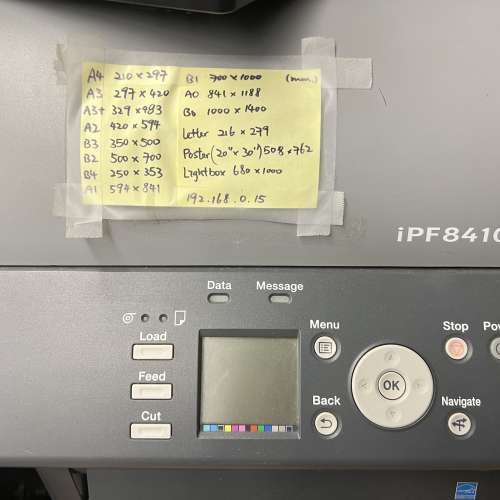 A4 210 x 297
A3 297 x 420
A3+ 329 x 483
A2 420 x 594
B3 350 x 500
B2 500 x 700
B4 250 x 353
A1 594 x 841
B1 700 x 1000 (mm)
A0 841 x 1188
B0 1000 x 1400
Letter 216 x 279
Poster (20" x 30") 508 x 762
Lightbox 680 x 1000
192.168.0.15
iPF8410
Data
Message
Load
Feed
Cut
Menu
Back
OK
Stop
Pow
Navigate